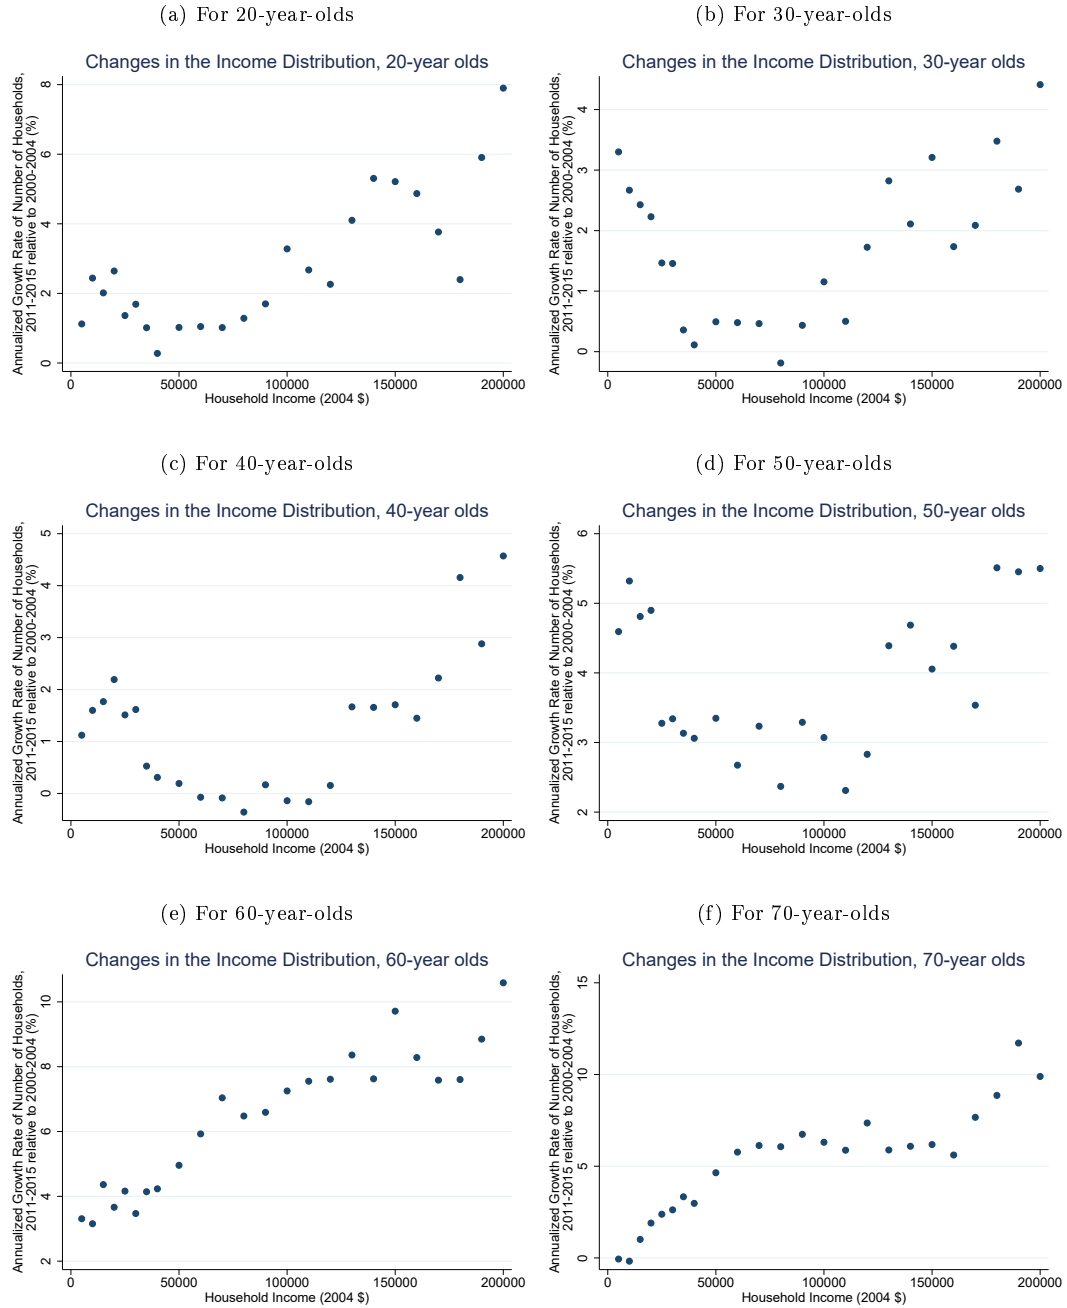 (a) For 20-year-olds
Changes in the Income Distribution, 20-year olds
Annualized Growth Rate of Number of Households,
2011-2015 relative to 2000-2004 (%)
8
6
4
2
0
0 50000 100000 150000 200000
Household Income (2004 $)
(b) For 30-year-olds
Changes in the Income Distribution, 30-year olds
Annualized Growth Rate of Number of Households,
2011-2015 relative to 2000-2004 (%)
4
3
2
1
0
0 50000 100000 150000 200000
Household Income (2004 $)
(c) For 40-year-olds
Changes in the Income Distribution, 40-year olds
Annualized Growth Rate of Number of Households,
2011-2015 relative to 2000-2004 (%)
5
4
3
2
1
0
0 50000 100000 150000 200000
Household Income (2004 $)
(d) For 50-year-olds
Changes in the Income Distribution, 50-year olds
Annualized Growth Rate of Number of Households,
2011-2015 relative to 2000-2004 (%)
6
5
4
3
2
0 50000 100000 150000 200000
Household Income (2004 $)
(e) For 60-year-olds
Changes in the Income Distribution, 60-year olds
Annualized Growth Rate of Number of Households,
2011-2015 relative to 2000-2004 (%)
10
8
6
4
2
0 50000 100000 150000 200000
Household Income (2004 $)
(f) For 70-year-olds
Changes in the Income Distribution, 70-year olds
Annualized Growth Rate of Number of Households,
2011-2015 relative to 2000-2004 (%)
15
10
5
0
0 50000 100000 150000 200000
Household Income (2004 $)